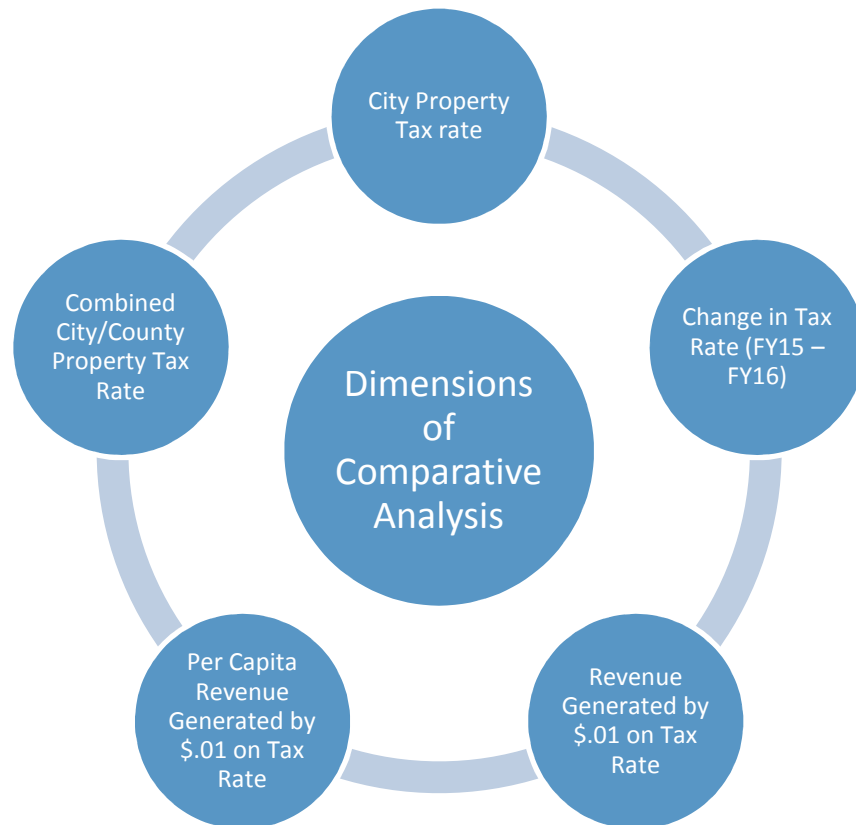 City Property
Tax rate
Change in Tax
Rate (FY15 –
FY16)
Revenue
Generated by
$.01 on Tax
Rate
Per Capita
Revenue
Generated by
$.01 on Tax
Rate
Combined
City/County
Property Tax
Rate
Dimensions
of
Comparative
Analysis